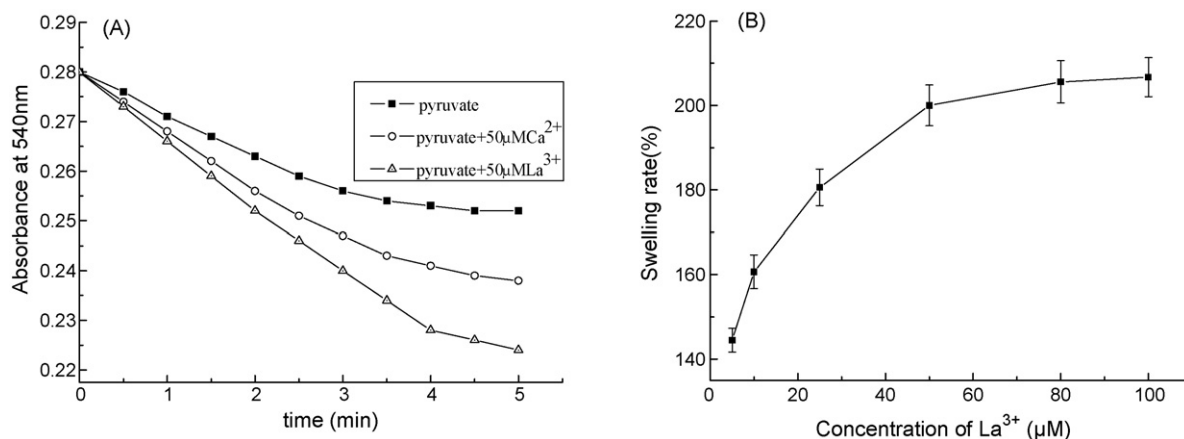 (A)
Absorbance at 540nm
0.29
0.28
0.27
0.26
0.25
0.24
0.23
0.22
pyruvate
pyruvate+50μMCa2+
pyruvate+50μMLa3+
0 1 2 3 4 5
time (min)
(B)
Swelling rate(%)
220
200
180
160
140
0 20 40 60 80 100
Concentration of La3+ (μM)